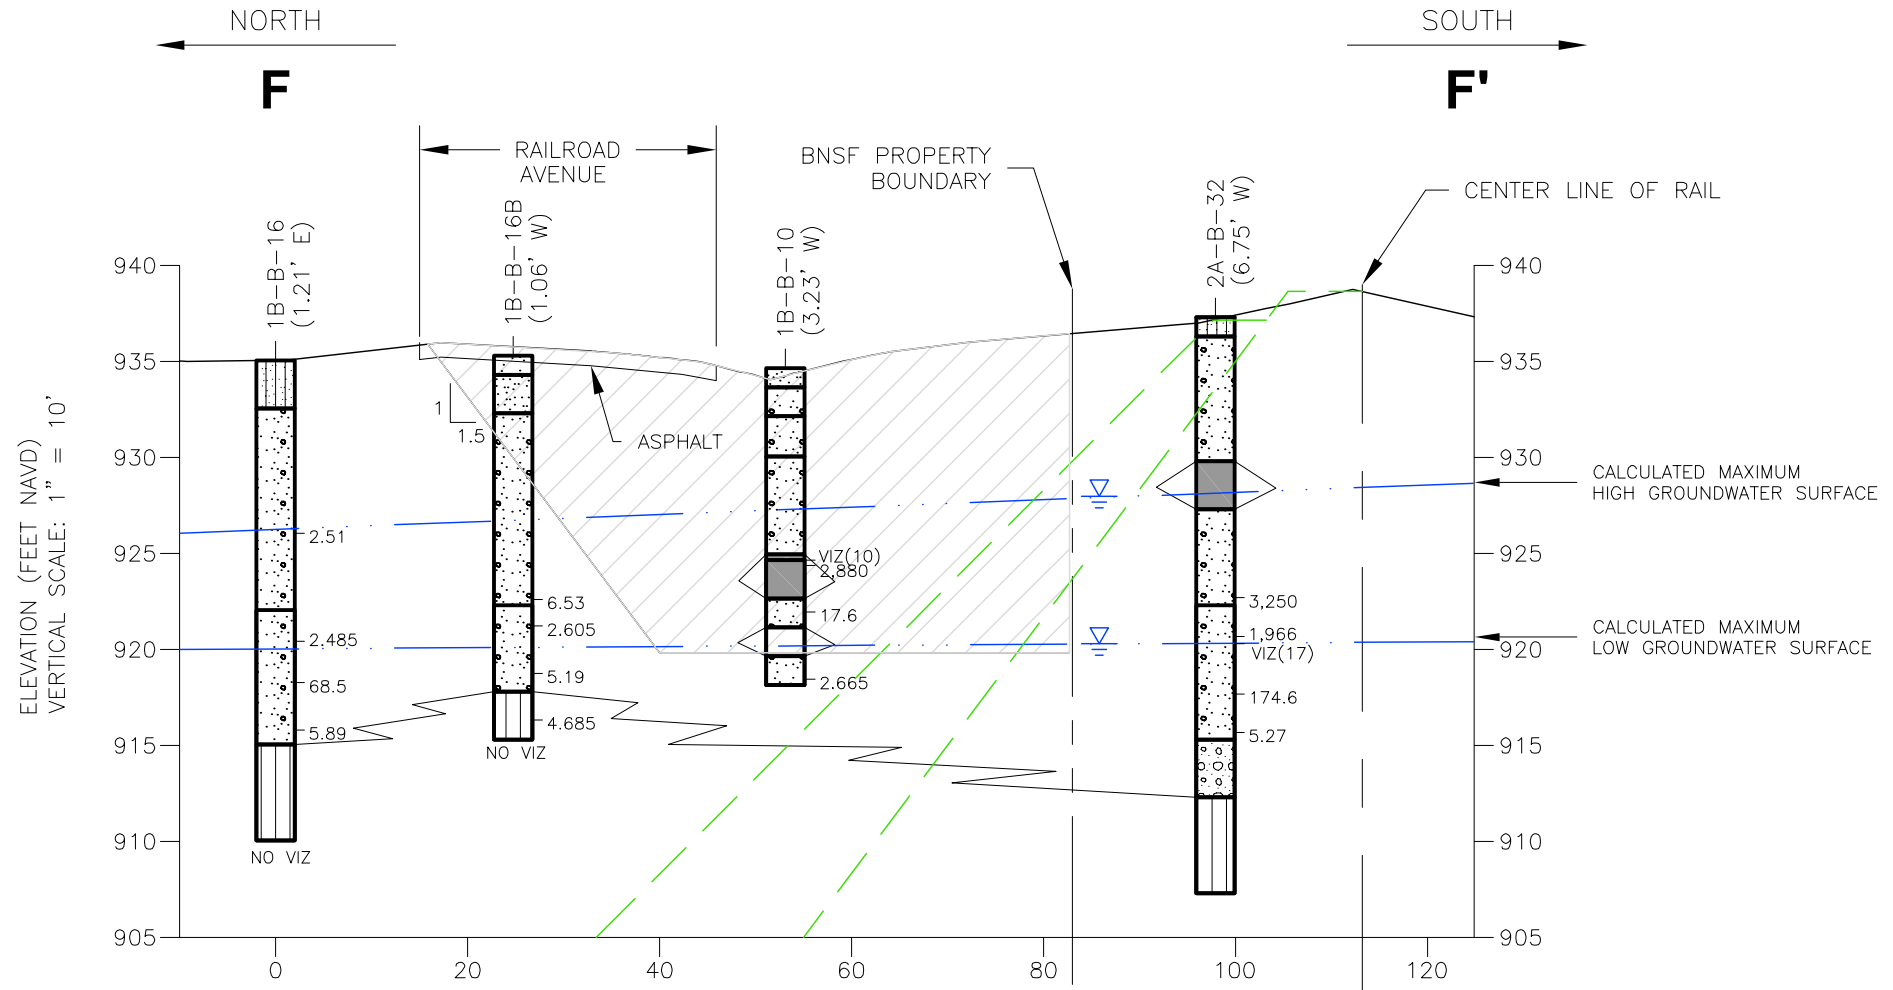 NORTH
SOUTH
F
F'
RAILROAD
AVENUE
BNSF PROPERTY
BOUNDARY
CENTER LINE OF RAIL
1B-B-16
(1.21' E)
1B-B-16B
(1.06' W)
1B-B-10
(3.23' W)
2A-B-32
(6.75' W)
940
935
930
925
920
915
910
905
ELEVATION (FEET NAVD)
VERTICAL SCALE: 1" = 10'
1
1.5
ASPHALT
2.51
2.485
68.5
5.89
NO VIZ
6.53
2.605
5.19
4.685
NO VIZ
VIZ(10)
2,880
17.6
2.665
3,250
1,966
VIZ(17)
174.6
5.27
940
935
930
925
920
915
910
905
CALCULATED MAXIMUM
HIGH GROUNDWATER SURFACE
CALCULATED MAXIMUM
LOW GROUNDWATER SURFACE
0
20
40
60
80
100
120